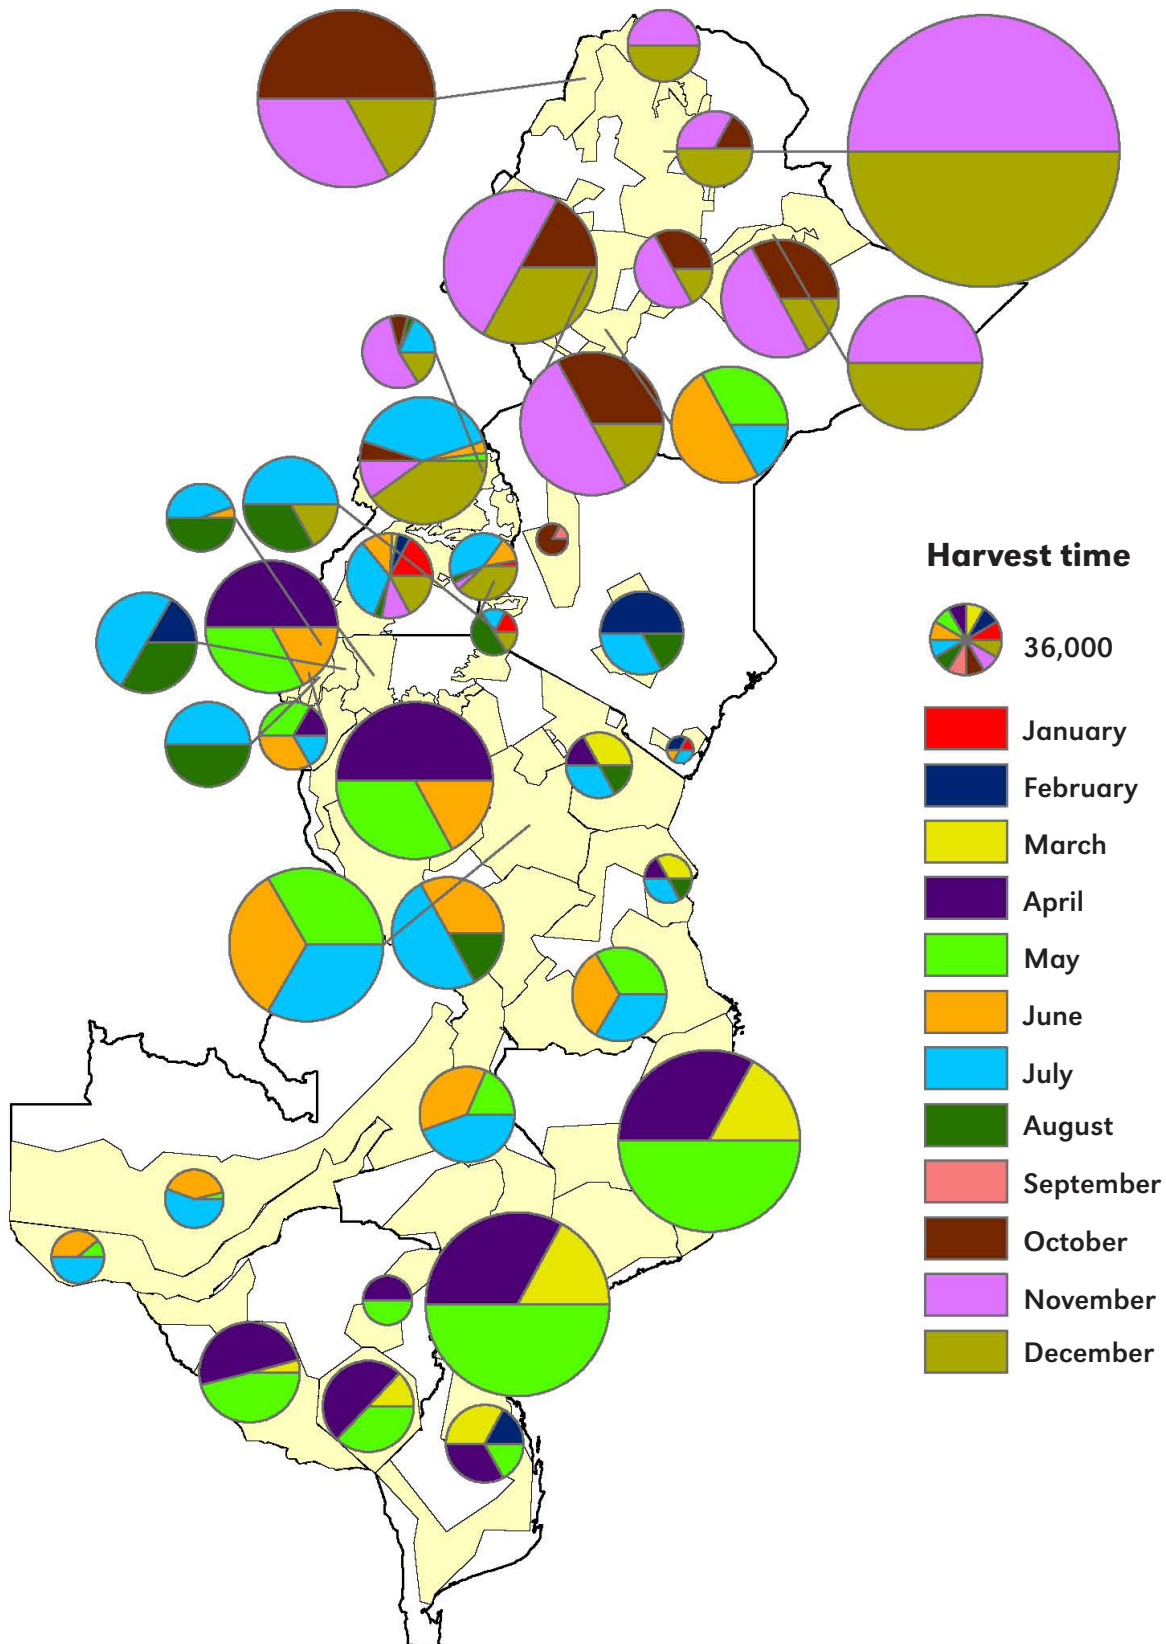 Harvest time
36,000
January
February
March
April
May
June
July
August
September
October
November
December